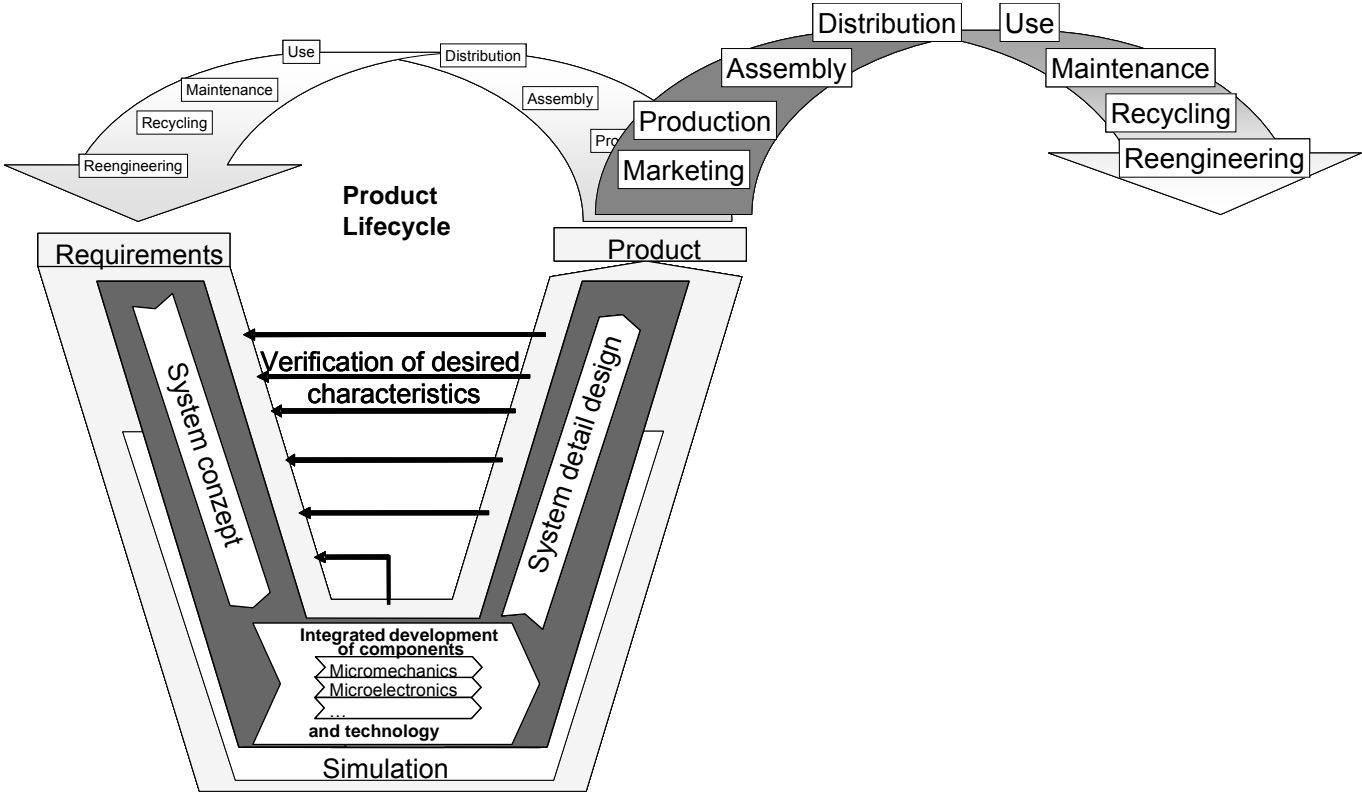 Distribution
Use
Assembly
Maintenance
Production
Recycling
Marketing
Reengineering
Use
Distribution
Maintenance
Assembly
Recycling
Pro
Reengineering
Product
Lifecycle
Requirements
Product
Verification of desired
characteristics
System conzept
System detail design
Integrated development
of components
Micromechanics
Microelectronics
...
and technology
Simulation